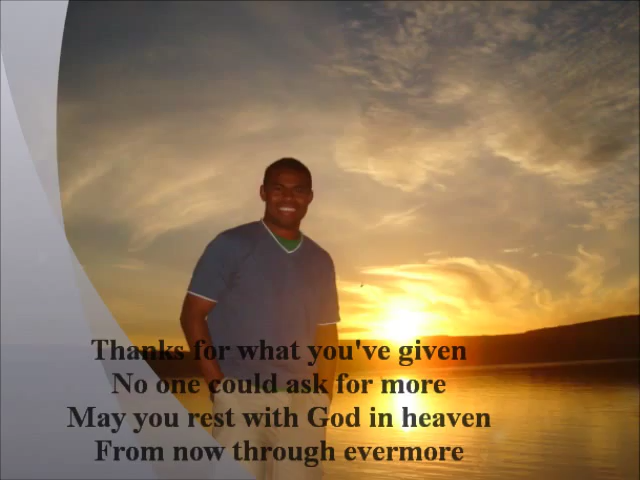 Thanks for what you've given
No one could ask for more
May you rest with God in heaven
From now through evermore